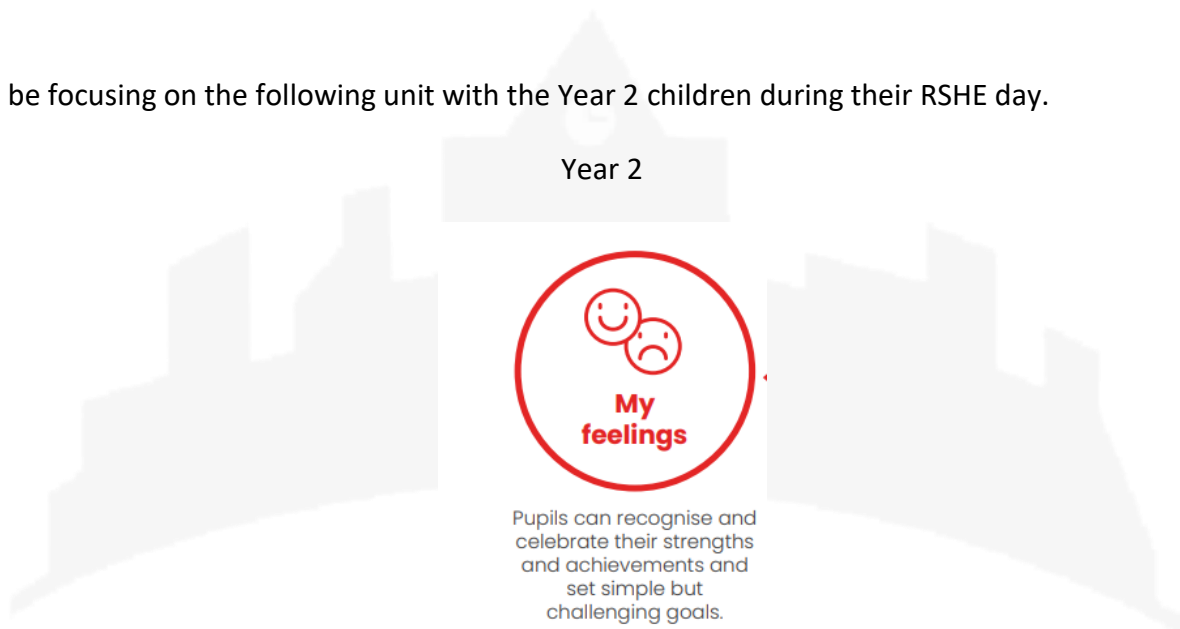 be focusing on the following unit with the Year 2 children during their RSHE day.
Year 2
My
feelings
Pupils can recognise and
celebrate their strengths
and achievements and
set simple but
challenging goals.